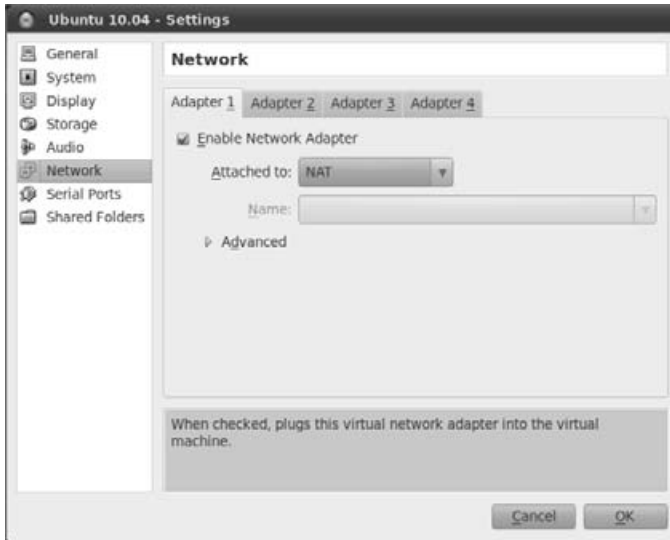 Ubuntu 10.04 - Settings
General
System
Display
Storage
Audio
Network
Serial Ports
Shared Folders
Network
Adapter 1 Adapter 2 Adapter 3 Adapter 4
Enable Network Adapter
Attached to: NAT
Name:
Advanced
When checked, plugs this virtual network adapter into the virtual
machine.
Cancel OK